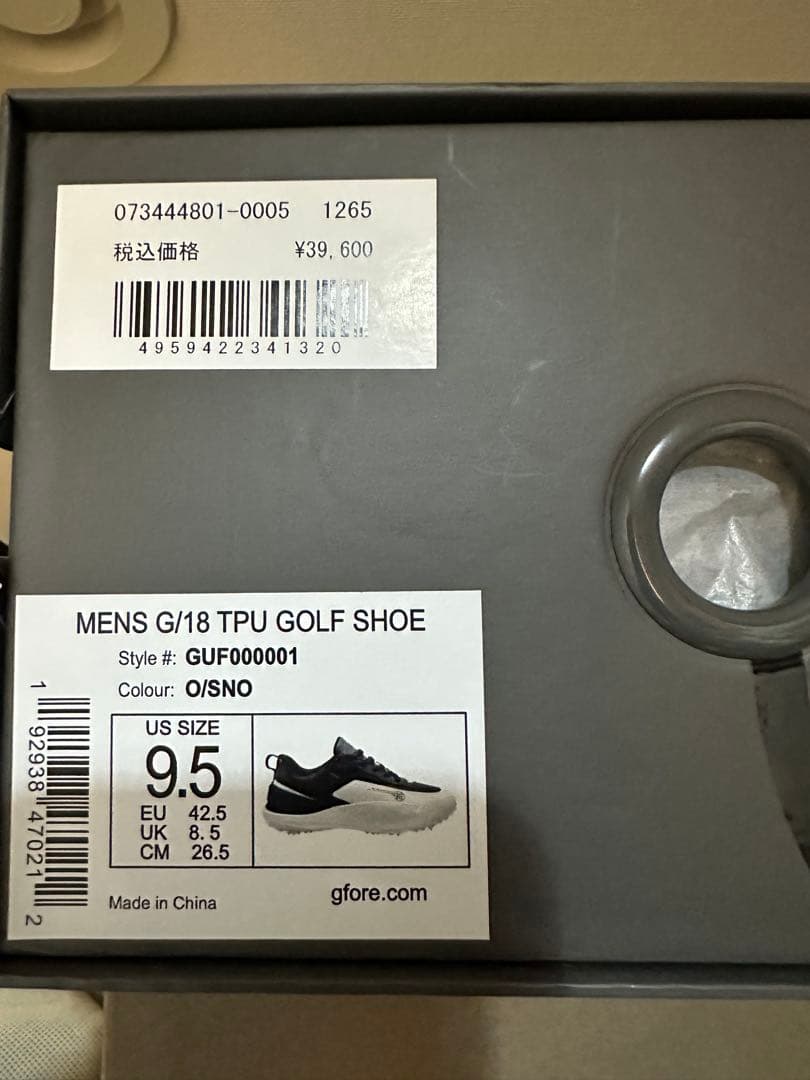 073444801-0005 1265
税込価格 ¥39,600
4959422341320
MENS G/18 TPU GOLF SHOE
Style #: GUF000001
Colour: O/SNO
US SIZE
9.5
EU 42.5
UK 8.5
CM 26.5
1 92938 47021 2
Made in China
gfore.com